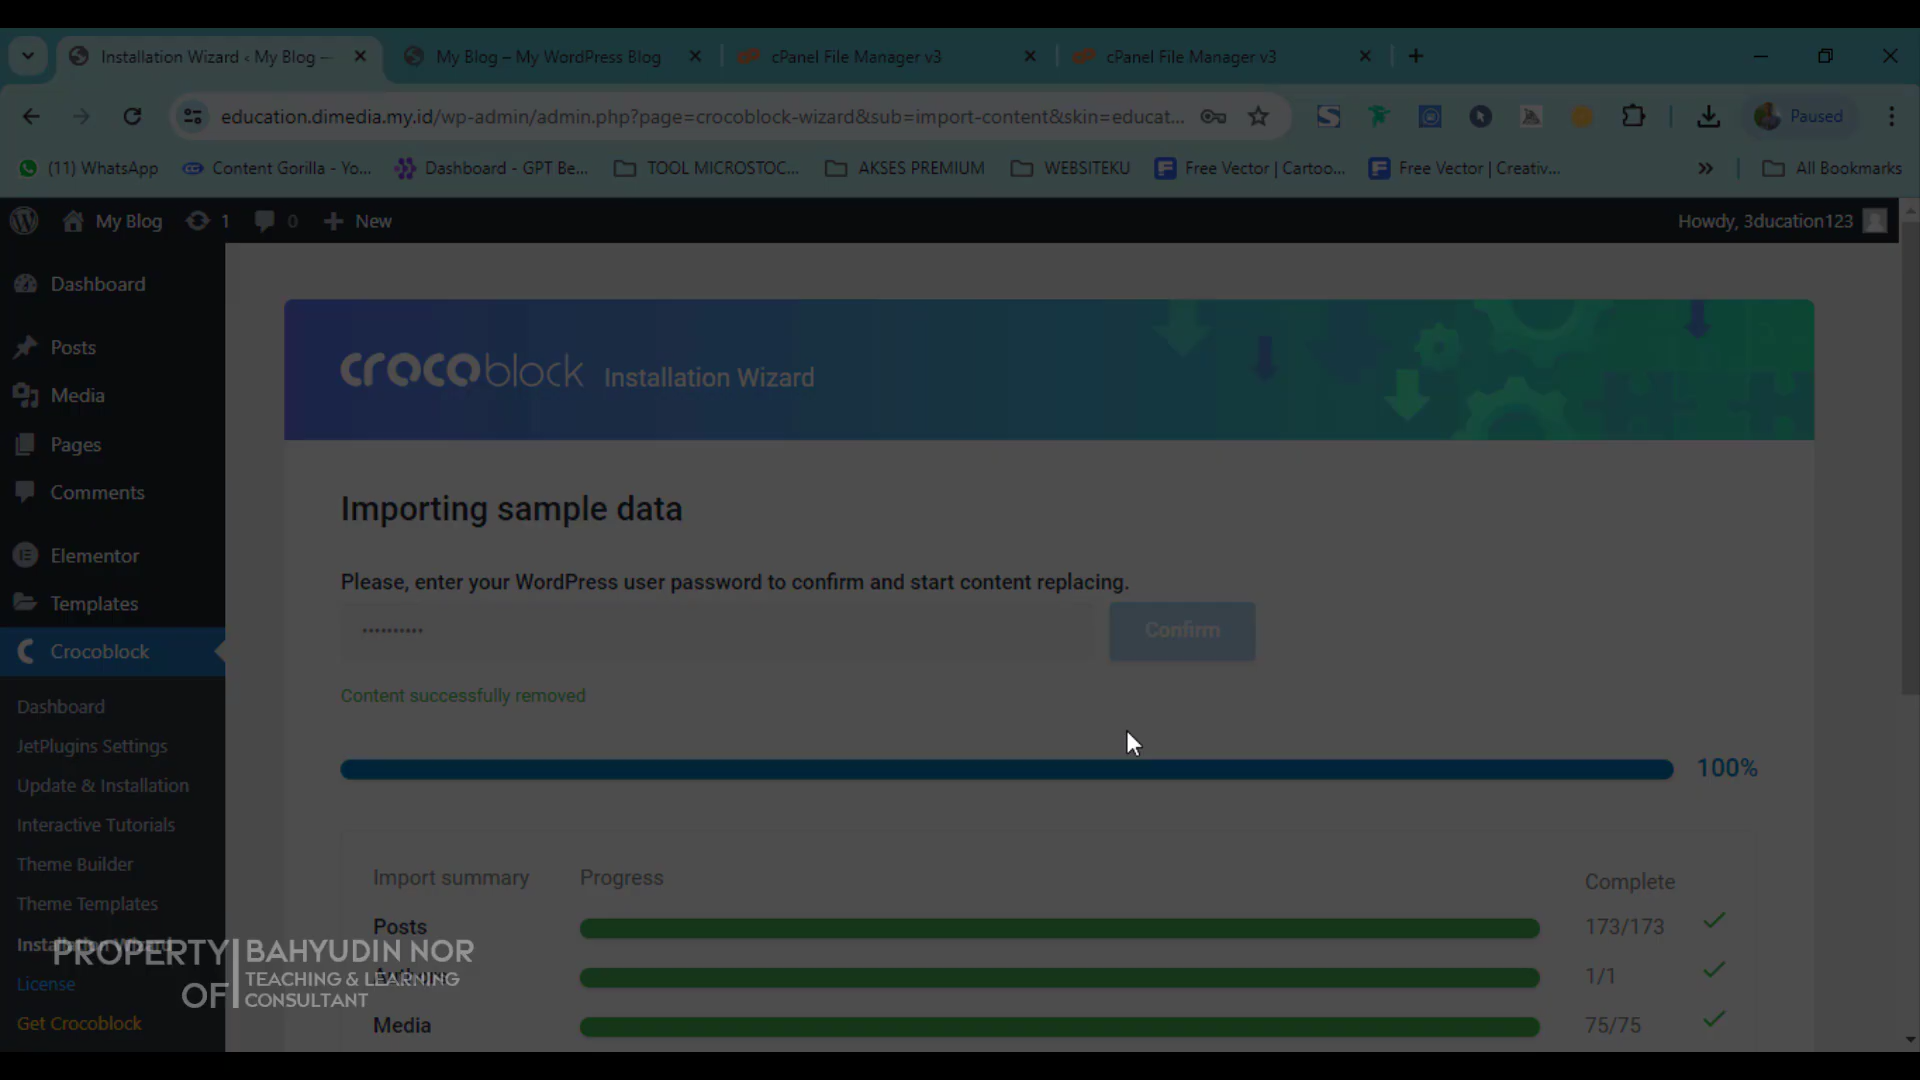 Installation Wizard ‹ My Blog —
My Blog – My WordPress Blog
cPanel File Manager v3
cPanel File Manager v3
education.dimedia.my.id/wp-admin/admin.php?page=crocoblock-wizard&sub=import-content&skin=educat...
Paused
(11) WhatsApp
Content Gorilla - Yo...
Dashboard - GPT Be...
TOOL MICROSTOC...
AKSES PREMIUM
WEBSITEKU
Free Vector | Cartoo...
Free Vector | Creativ...
All Bookmarks
My Blog
1
0
New
Howdy, 3ducation123
Dashboard
Posts
Media
Pages
Comments
Elementor
Templates
Crocoblock
Dashboard
JetPlugins Settings
Update & Installation
Interactive Tutorials
Theme Builder
Theme Templates
Installation Wizard
License
Get Crocoblock
crocoblock Installation Wizard
Importing sample data
Please, enter your WordPress user password to confirm and start content replacing.
Confirm
Content successfully removed
100%
Import summary Progress Complete
Posts 173/173
Authors 1/1
Media 75/75
PROPERTY OF
BAHYUDIN NOR
TEACHING & LEARNING
CONSULTANT